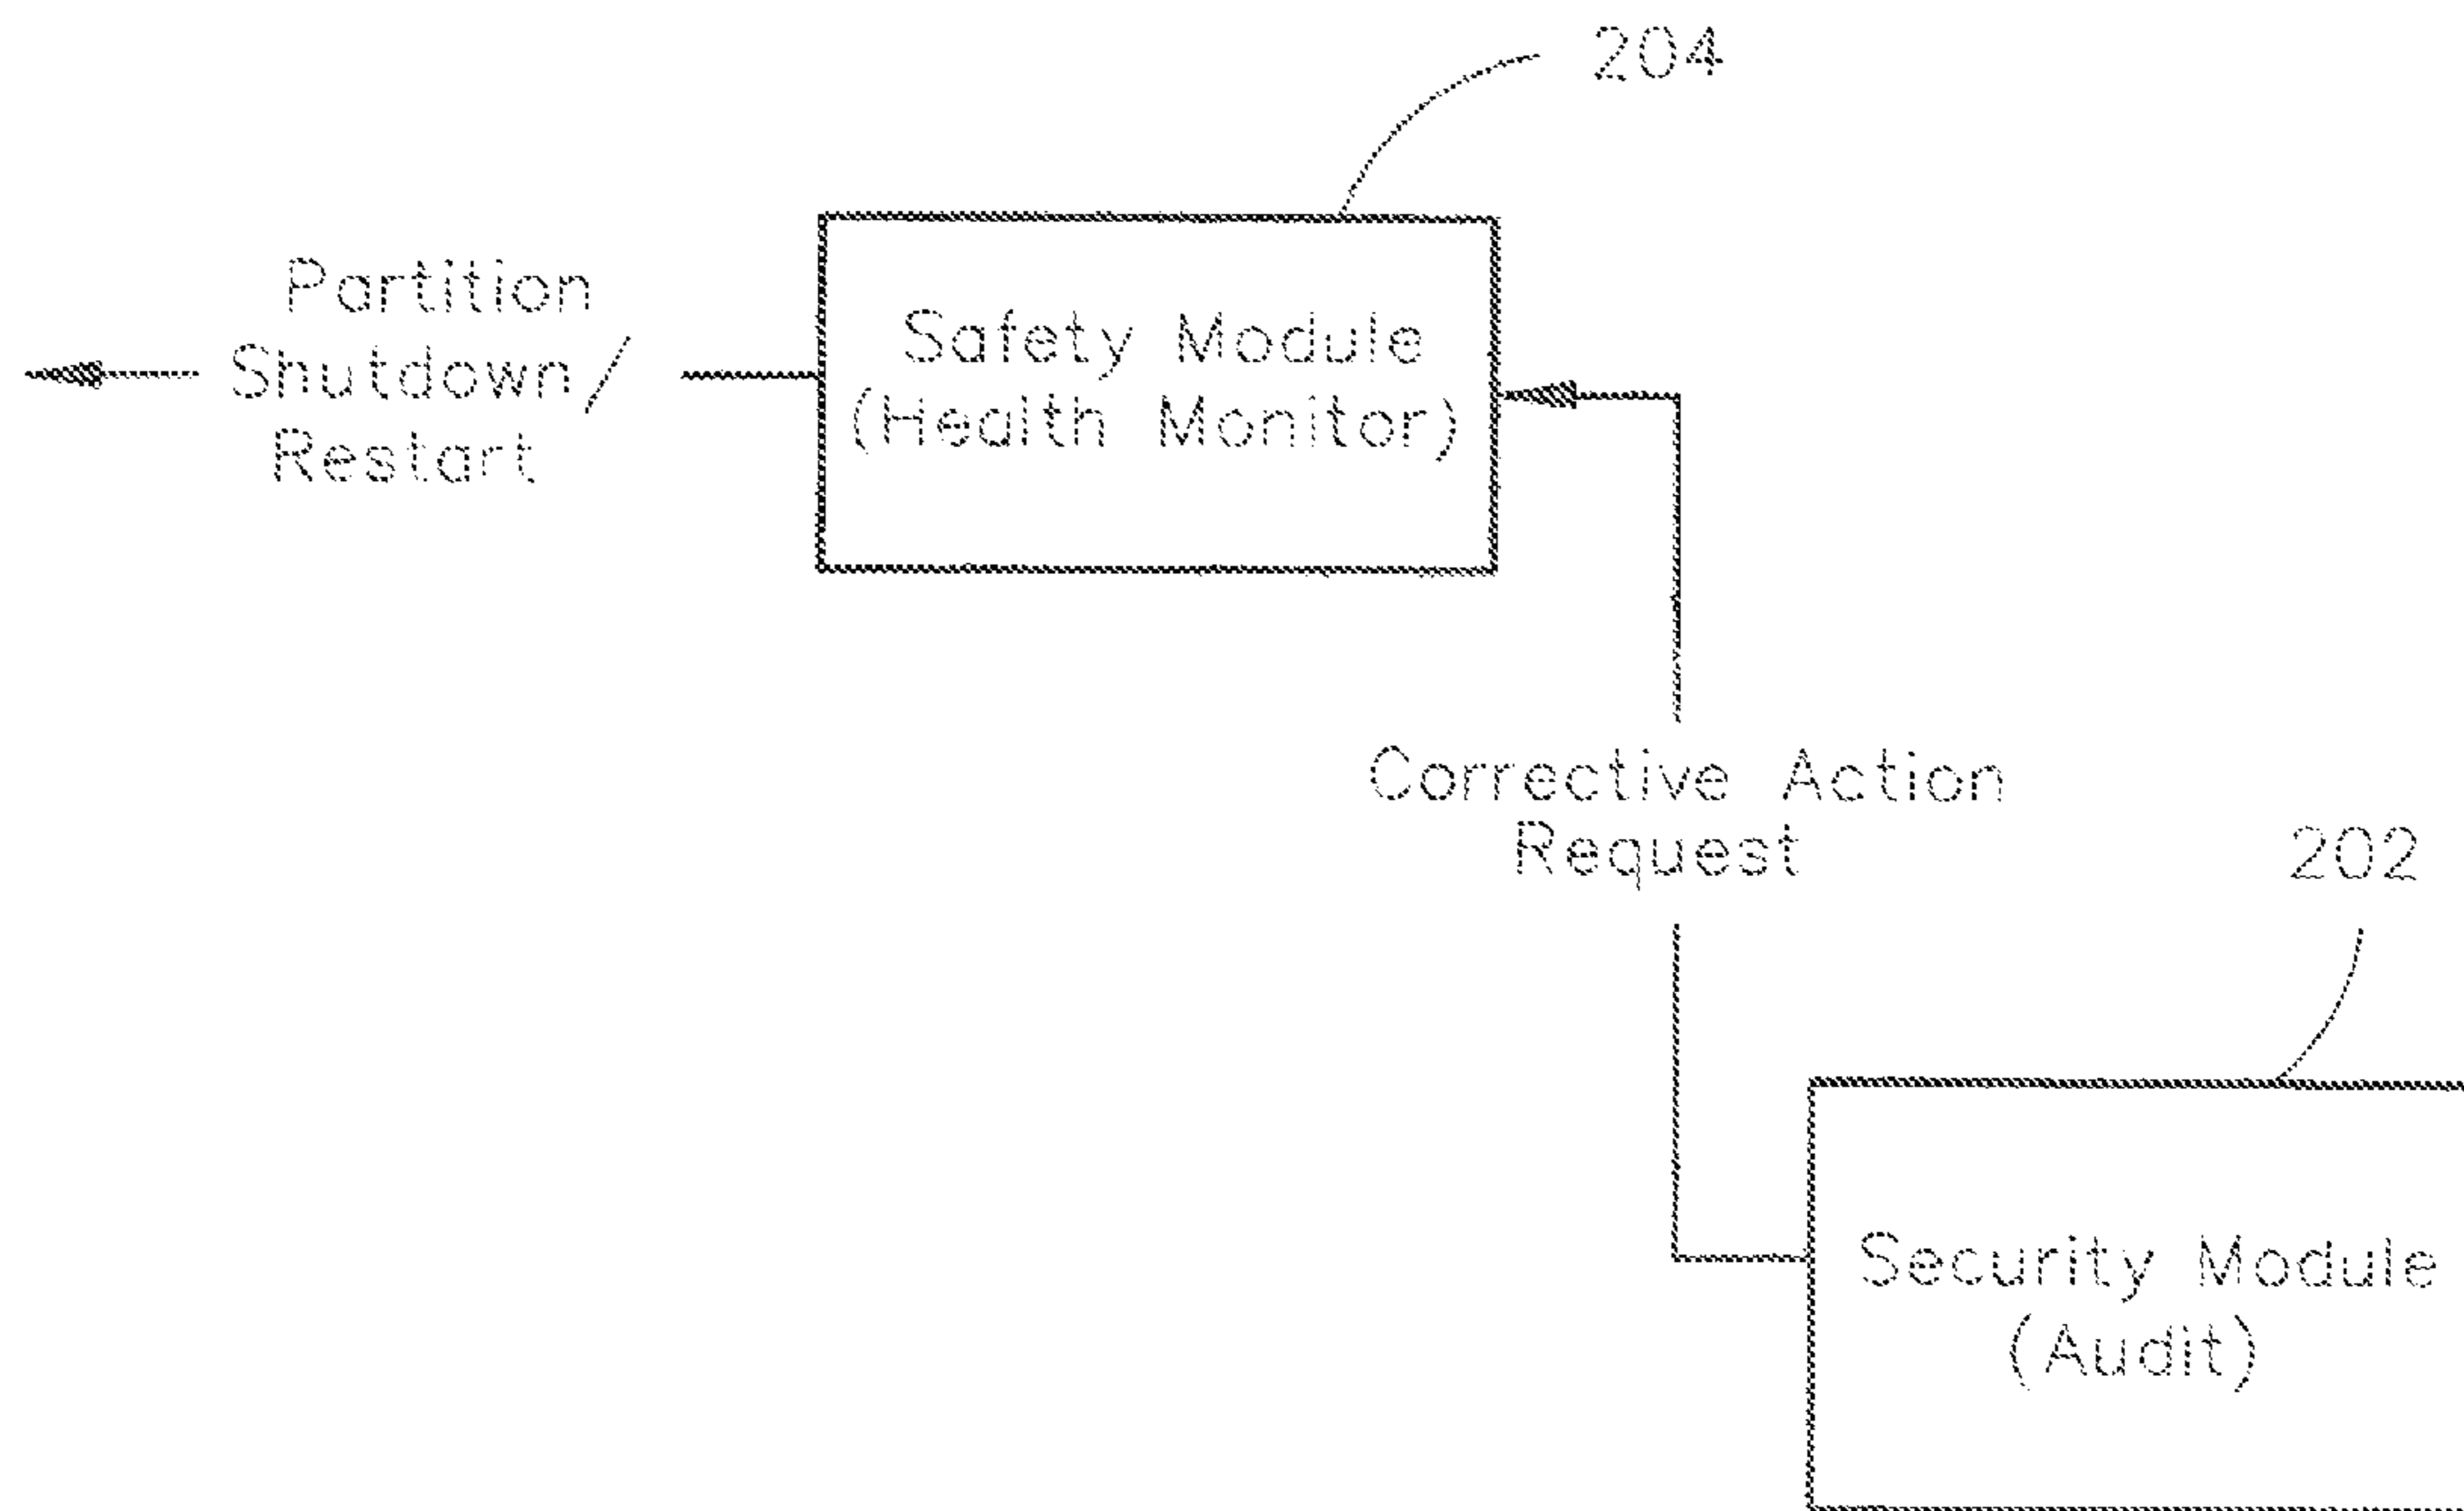 204
Partition
Shutdown/
Restart
Safety Module
(Health Monitor)
Corrective Action
Request
202
Security Module
(Audit)